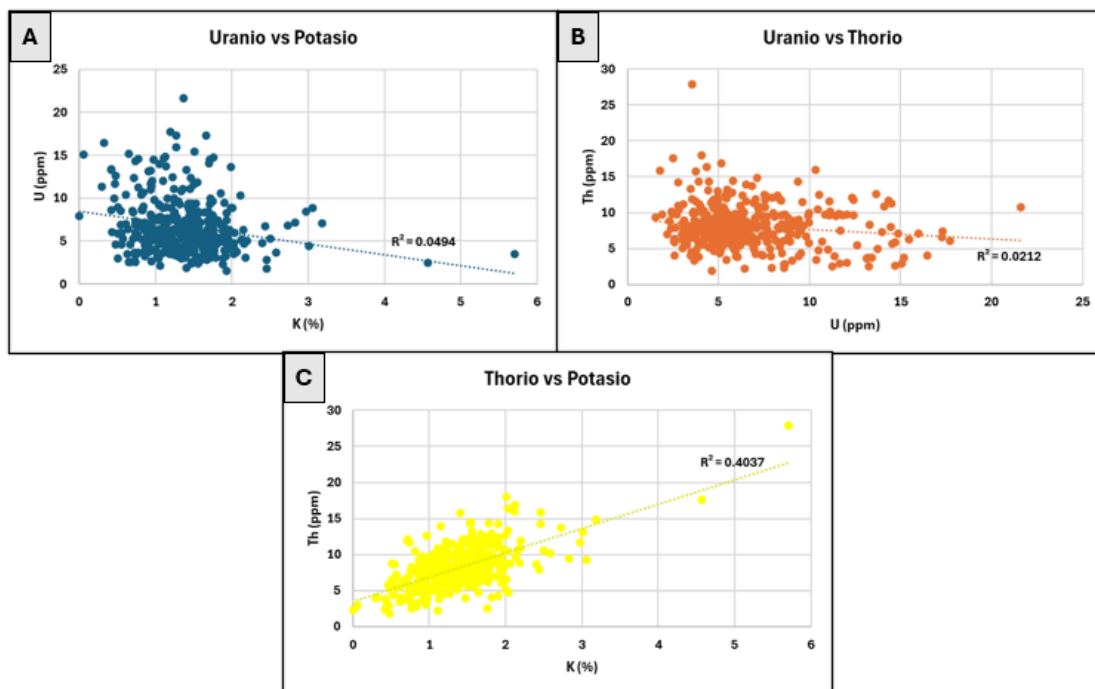 A
Uranio vs Potasio
25
20
15
10
5
0
U (ppm)
R² = 0.0494
0 1 2 3 4 5 6
K (%)
B
Uranio vs Thorio
30
25
20
15
10
5
0
Th (ppm)
R² = 0.0212
0 5 10 15 20 25
U (ppm)
C
Thorio vs Potasio
30
25
20
15
10
5
0
Th (ppm)
R² = 0.4037
0 1 2 3 4 5 6
K (%)